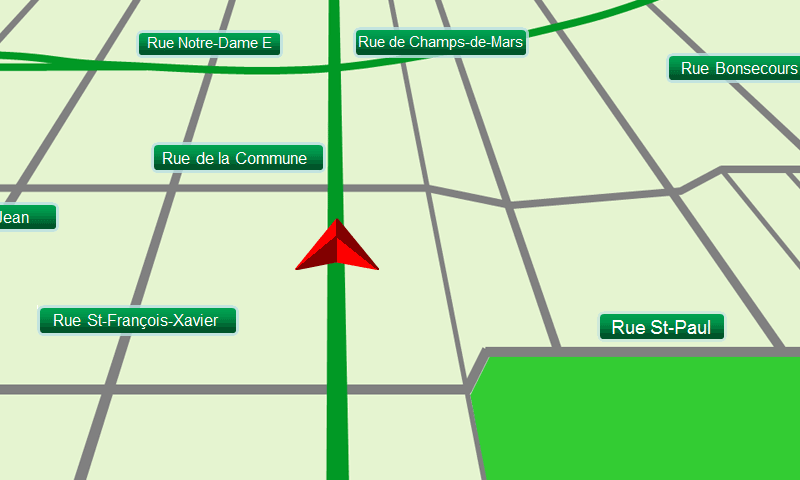 Rue Notre-Dame E
Rue de Champs-de-Mars
Rue Bonsecours
Rue de la Commune
Jean
Rue St-François-Xavier
Rue St-Paul